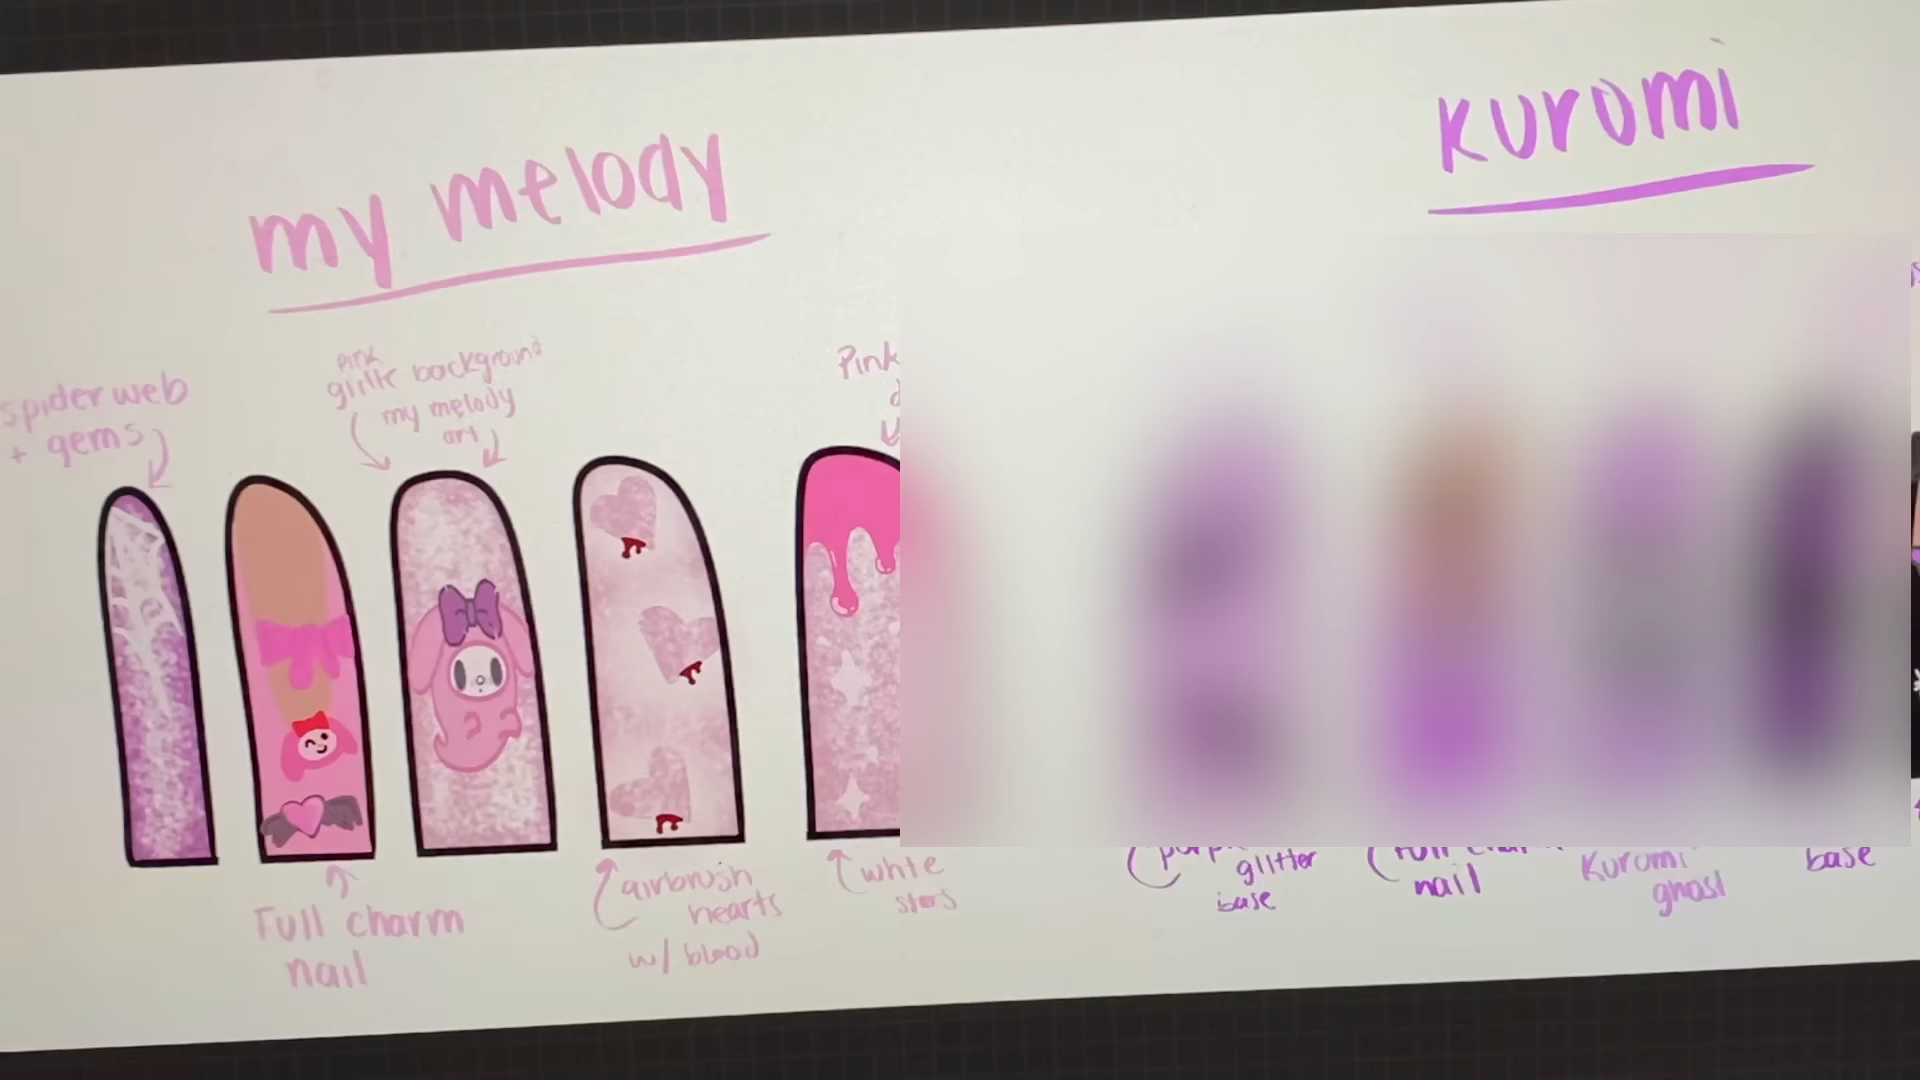 my melody
kuromi
spider web
+ gems
pink
glitter background
my melody
art
Pink
Full charm
nail
airbrush
hearts
w/ blood
white
stars
glitter
base
nail
Kuromi
ghost
base